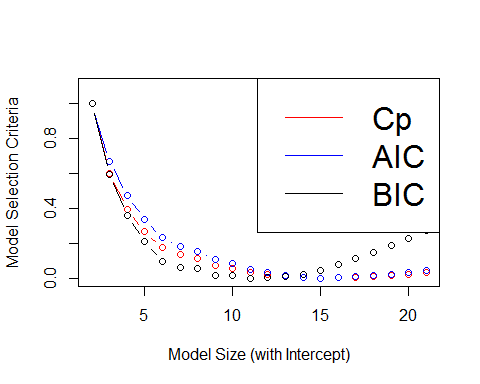 Model Selection Criteria
0.8
0.4
0.0
Cp
AIC
BIC
5
10
15
20
Model Size (with Intercept)